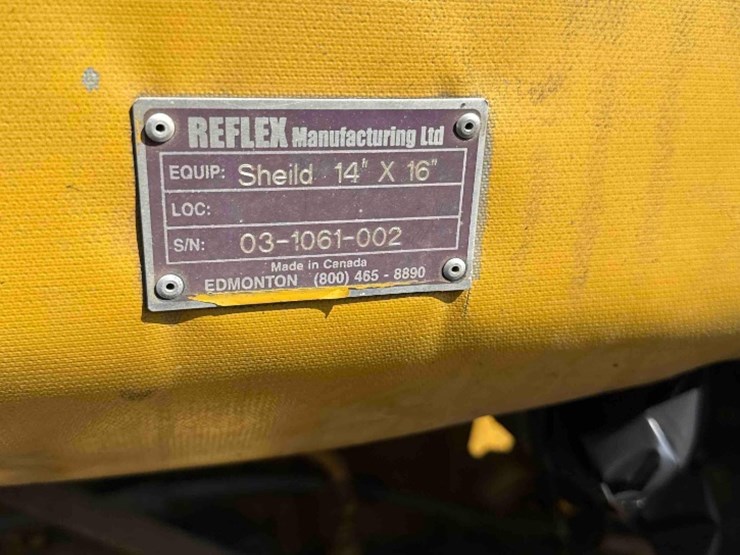 REFLEX Manufacturing Ltd
EQUIP: Sheild 14" X 16"
LOC:
S/N: 03-1061-002
Made in Canada
EDMONTON (800) 465 - 8890